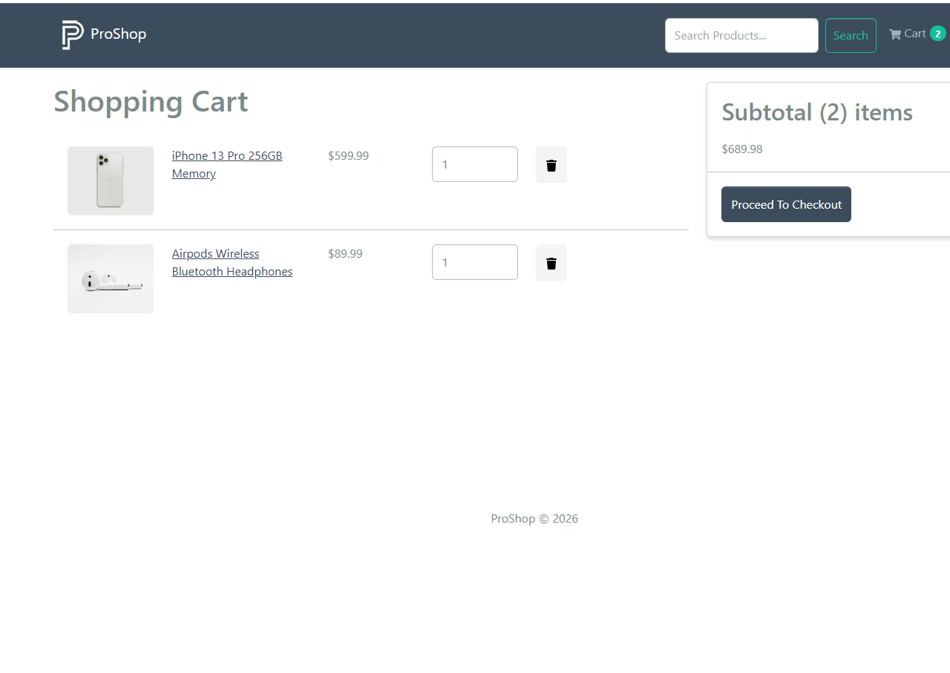 ProShop
Search Products...
Search
Cart 2
Shopping Cart
iPhone 13 Pro 256GB
Memory
$599.99
1
Airpods Wireless
Bluetooth Headphones
$89.99
1
Subtotal (2) items
$689.98
Proceed To Checkout
ProShop © 2026